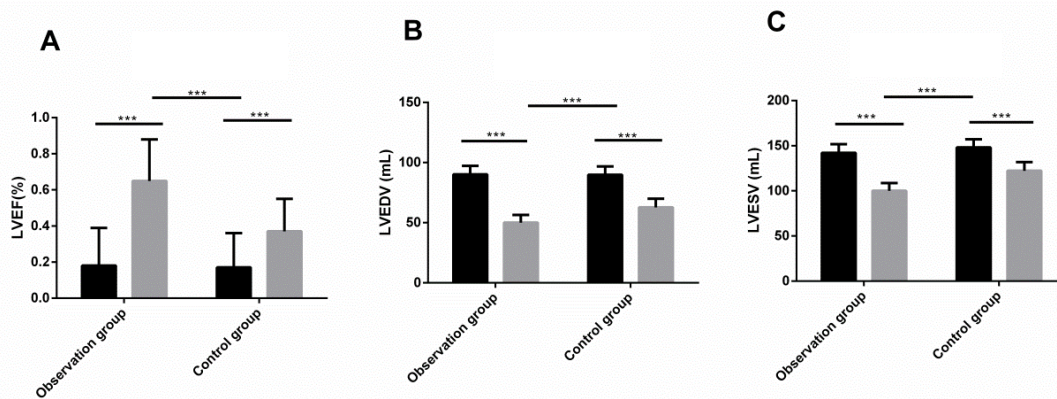 A
***
***
***
1.0
0.8
0.6
0.4
0.2
0.0
LVEF(%)
Observation group
Control group
B
***
***
***
150
100
50
0
LVEDV (mL)
Observation group
Control group
C
***
***
***
200
150
100
50
0
LVESV (mL)
Observation group
Control group